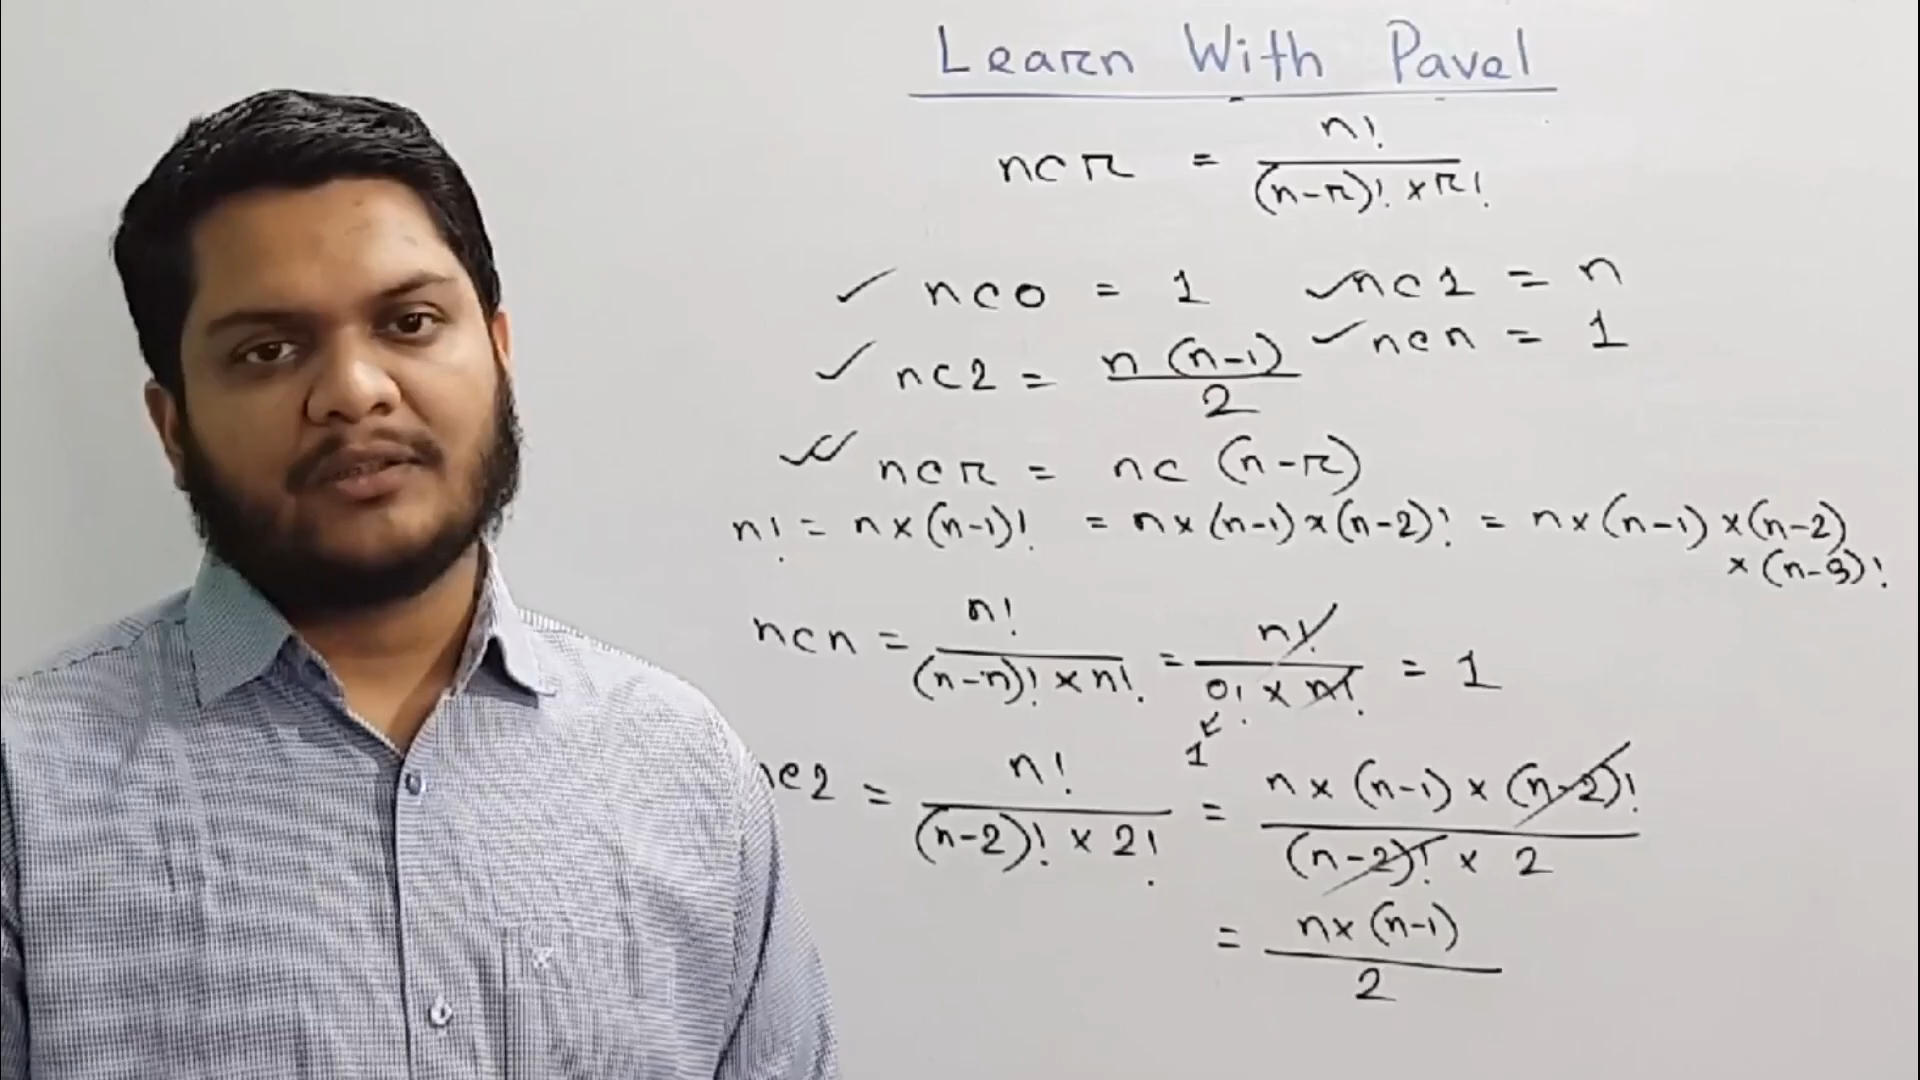 Learn With Pavel
ncr = n! / (n-r)! × r!
nc0 = 1 nc1 = n
nc2 = n (n-1) / 2 ncn = 1
ncr = nc (n-r)
n! = n × (n-1)! = n × (n-1) × (n-2)! = n × (n-1) × (n-2)
× (n-3)!
ncn = n! / (n-n)! × n! = n! / 0! × n! = 1
1
nc2 = n! / (n-2)! × 2! = n × (n-1) × (n-2)! / (n-2)! × 2
= n × (n-1) / 2